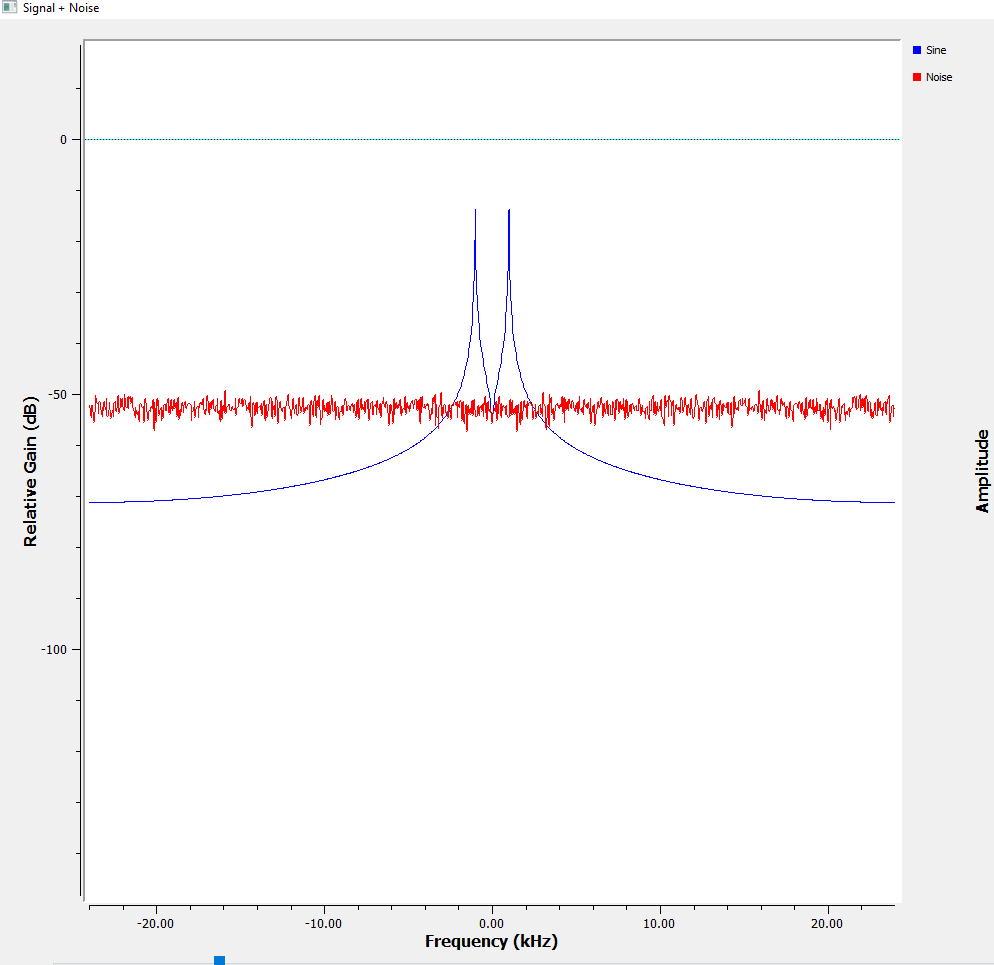 Signal + Noise
Sine
Noise
0
-50
-100
Relative Gain (dB)
Amplitude
-20.00
-10.00
0.00
10.00
20.00
Frequency (kHz)